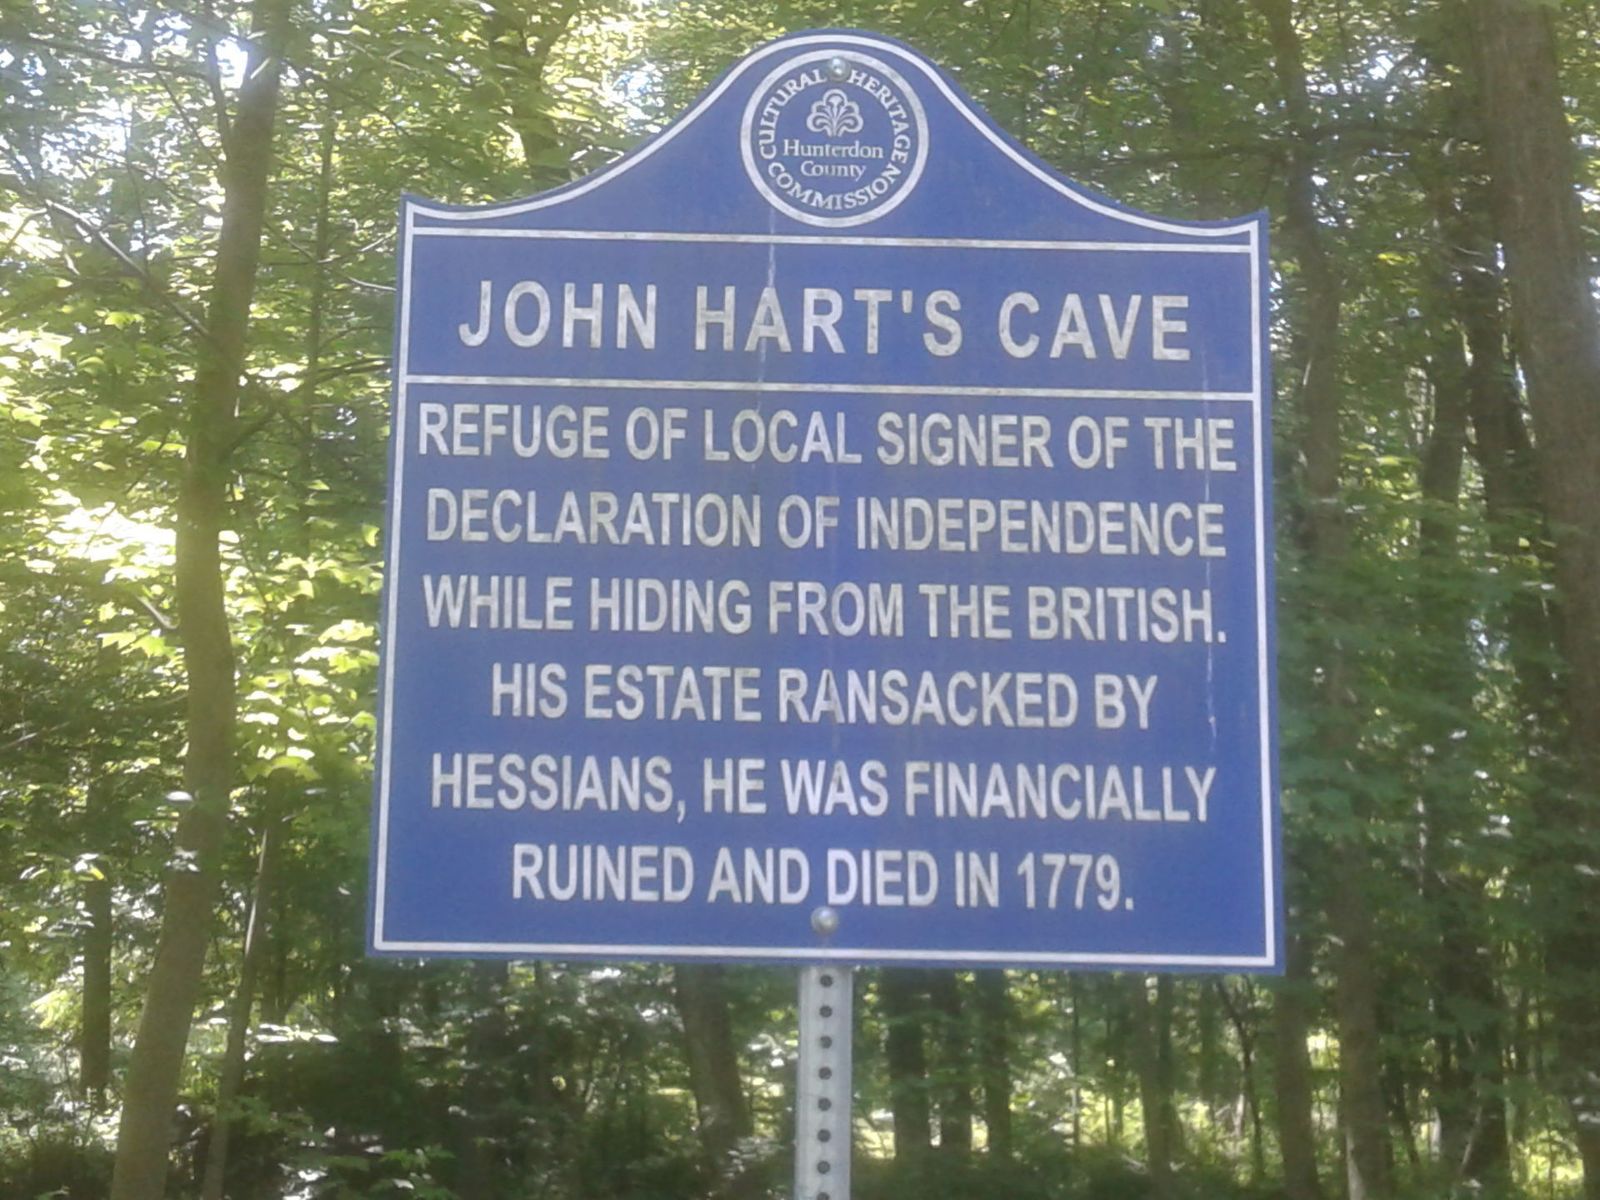 CULTURAL HERITAGE
Hunterdon
County
COMMISSION
JOHN HART'S CAVE
REFUGE OF LOCAL SIGNER OF THE
DECLARATION OF INDEPENDENCE
WHILE HIDING FROM THE BRITISH.
HIS ESTATE RANSACKED BY
HESSIANS, HE WAS FINANCIALLY
RUINED AND DIED IN 1779.